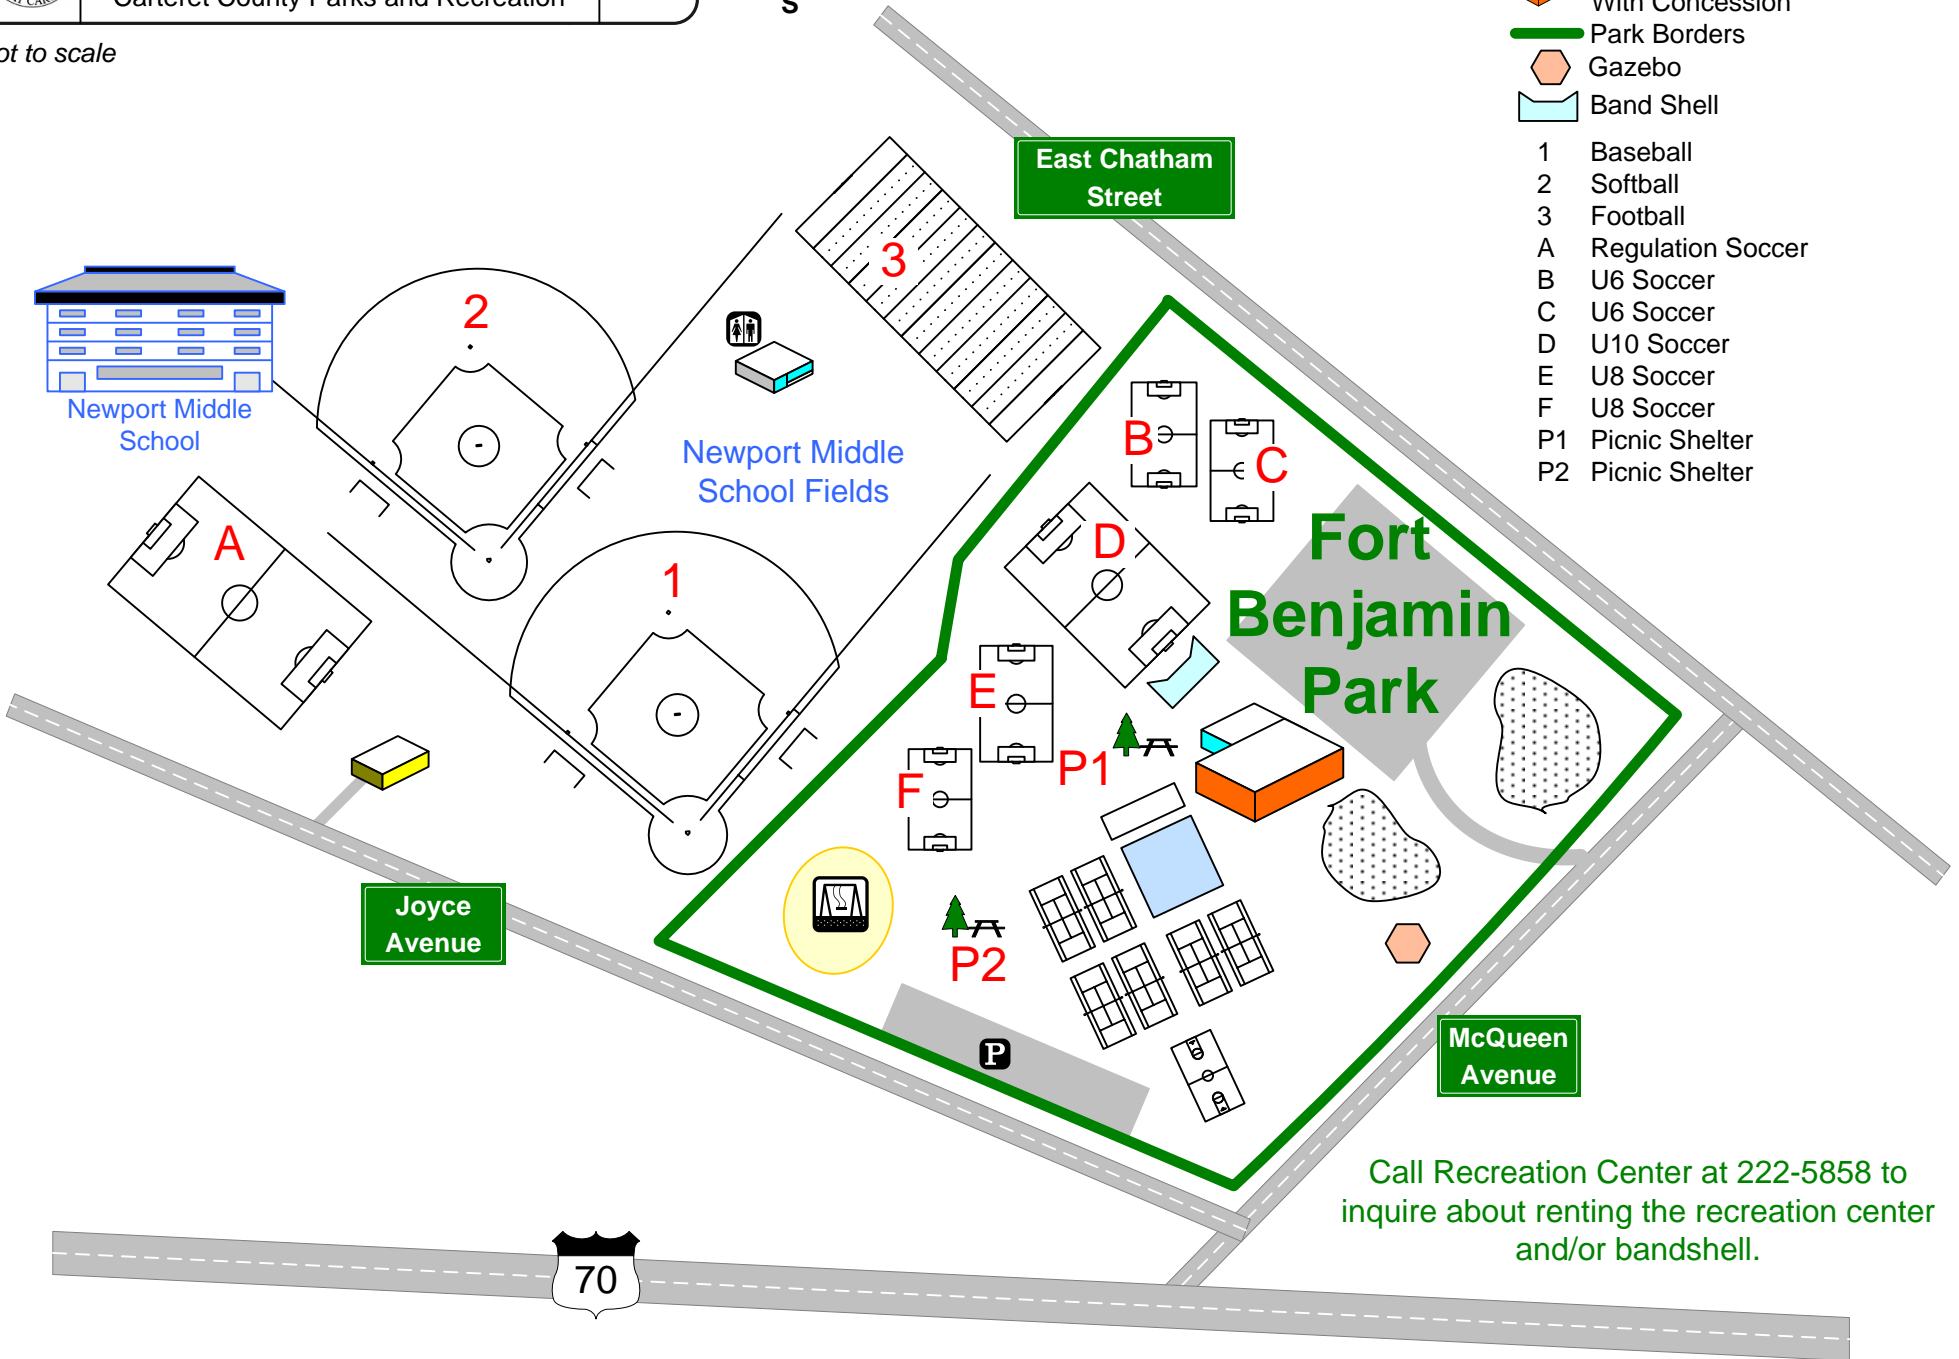 Carteret County Parks and Recreation
S
ot to scale
With Concession
Park Borders
Gazebo
Band Shell
1 Baseball
2 Softball
3 Football
A Regulation Soccer
B U6 Soccer
C U6 Soccer
D U10 Soccer
E U8 Soccer
F U8 Soccer
P1 Picnic Shelter
P2 Picnic Shelter
East Chatham
Street
3
2
Newport Middle
School
Newport Middle
School Fields
B
C
A
D
1
Fort
Benjamin
Park
E
P1
F
P2
Joyce
Avenue
P
McQueen
Avenue
Call Recreation Center at 222-5858 to
inquire about renting the recreation center
and/or bandshell.
70